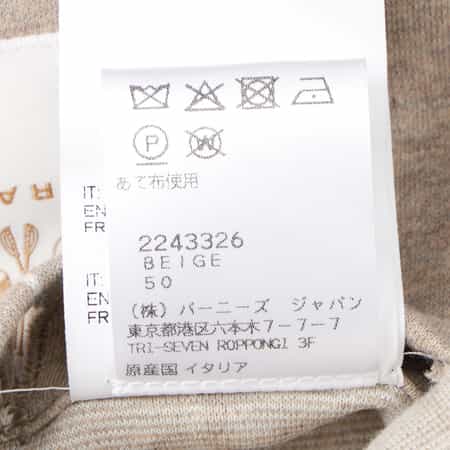 P W
あて布使用
IT:
EN
FR
2243326
BEIGE
50
IT:
EN
FR
(株) バーニーズ ジャパン
東京都港区六本木7-7-7
TRI-SEVEN ROPPONGI 3F
原産国 イタリア
RA